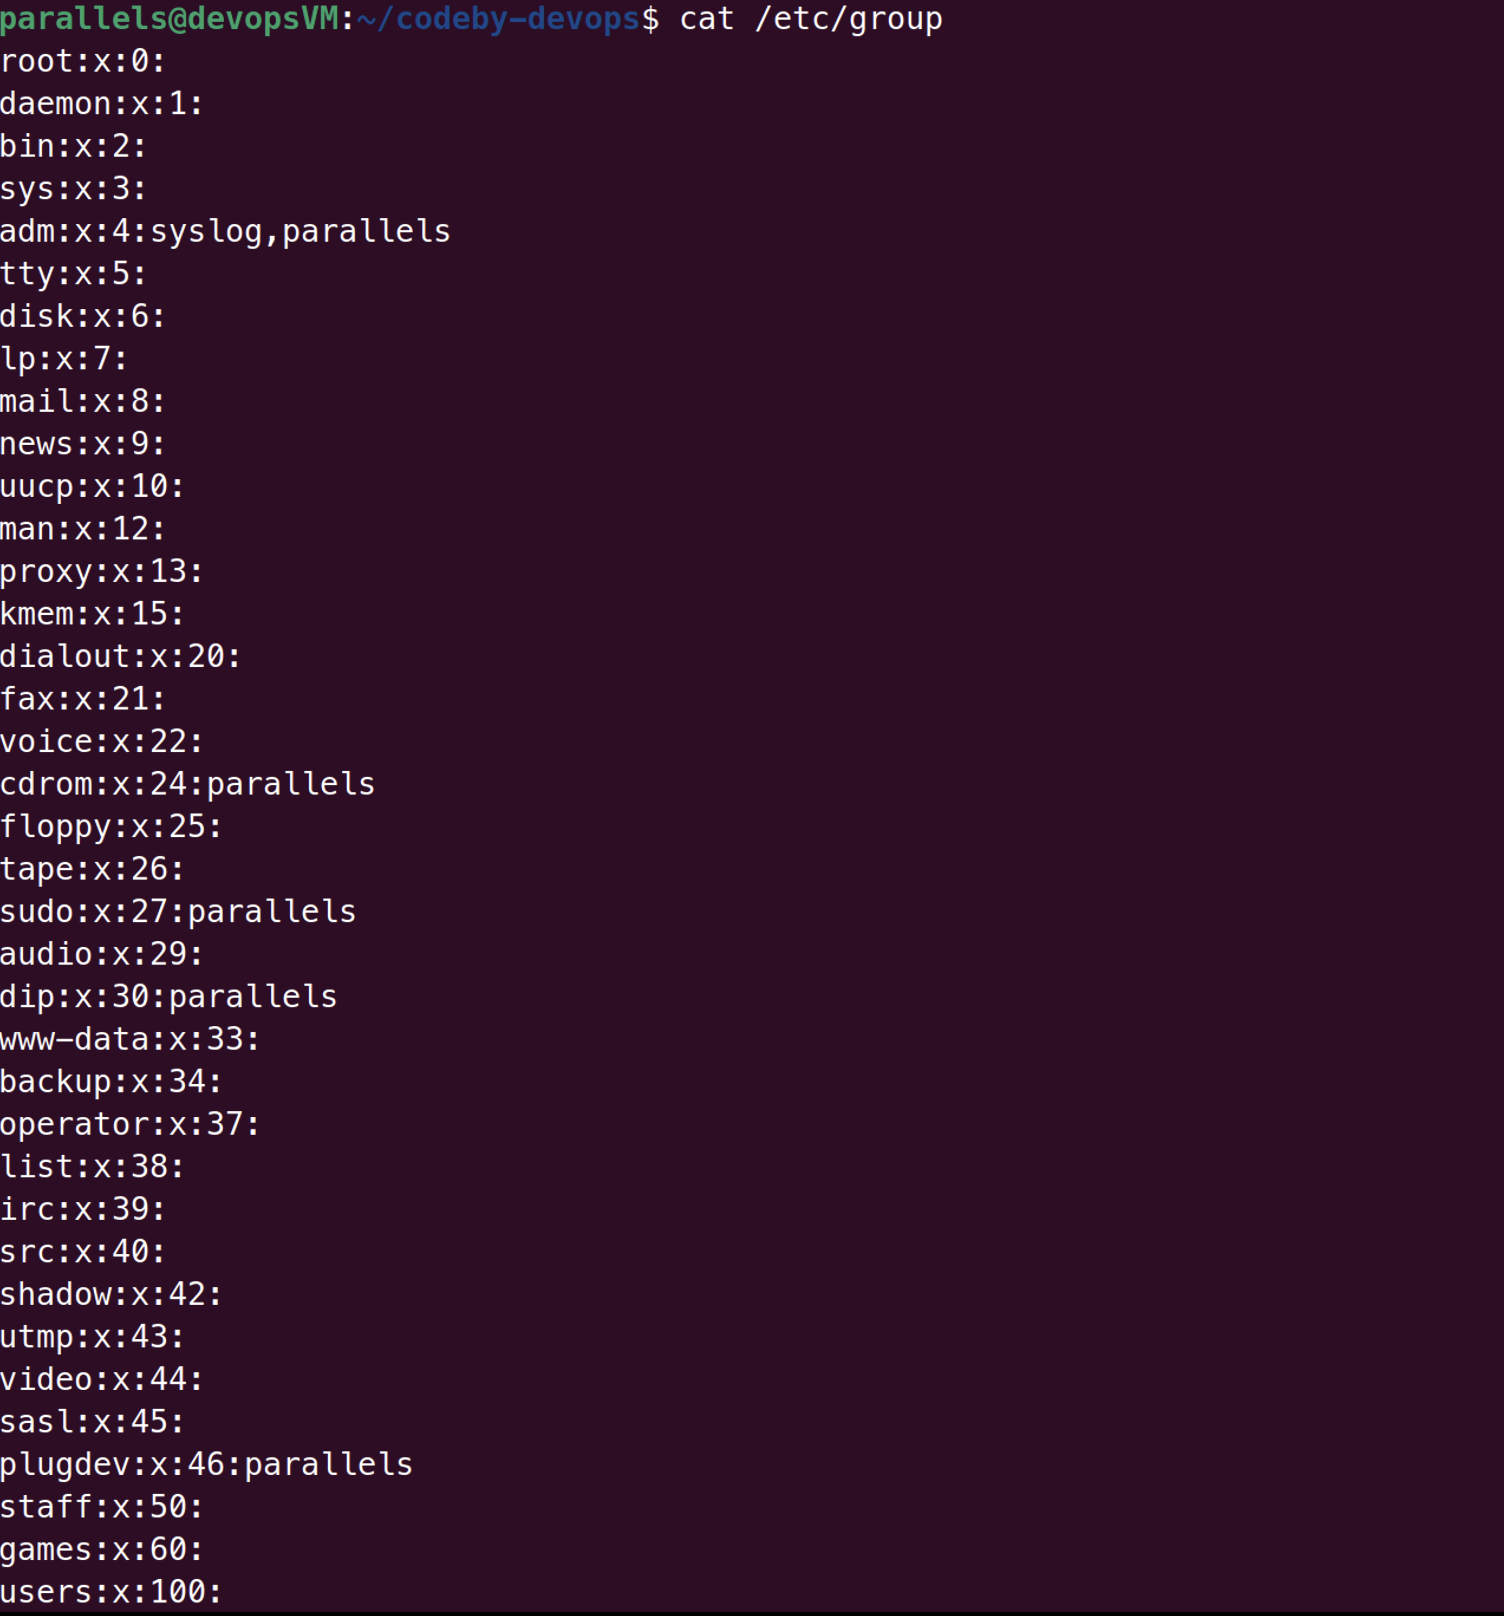 parallels@devopsVM:~/codeby-devops$ cat /etc/group
root:x:0:
daemon:x:1:
bin:x:2:
sys:x:3:
adm:x:4:syslog,parallels
tty:x:5:
disk:x:6:
lp:x:7:
mail:x:8:
news:x:9:
uucp:x:10:
man:x:12:
proxy:x:13:
kmem:x:15:
dialout:x:20:
fax:x:21:
voice:x:22:
cdrom:x:24:parallels
floppy:x:25:
tape:x:26:
sudo:x:27:parallels
audio:x:29:
dip:x:30:parallels
www-data:x:33:
backup:x:34:
operator:x:37:
list:x:38:
irc:x:39:
src:x:40:
shadow:x:42:
utmp:x:43:
video:x:44:
sasl:x:45:
plugdev:x:46:parallels
staff:x:50:
games:x:60:
users:x:100: